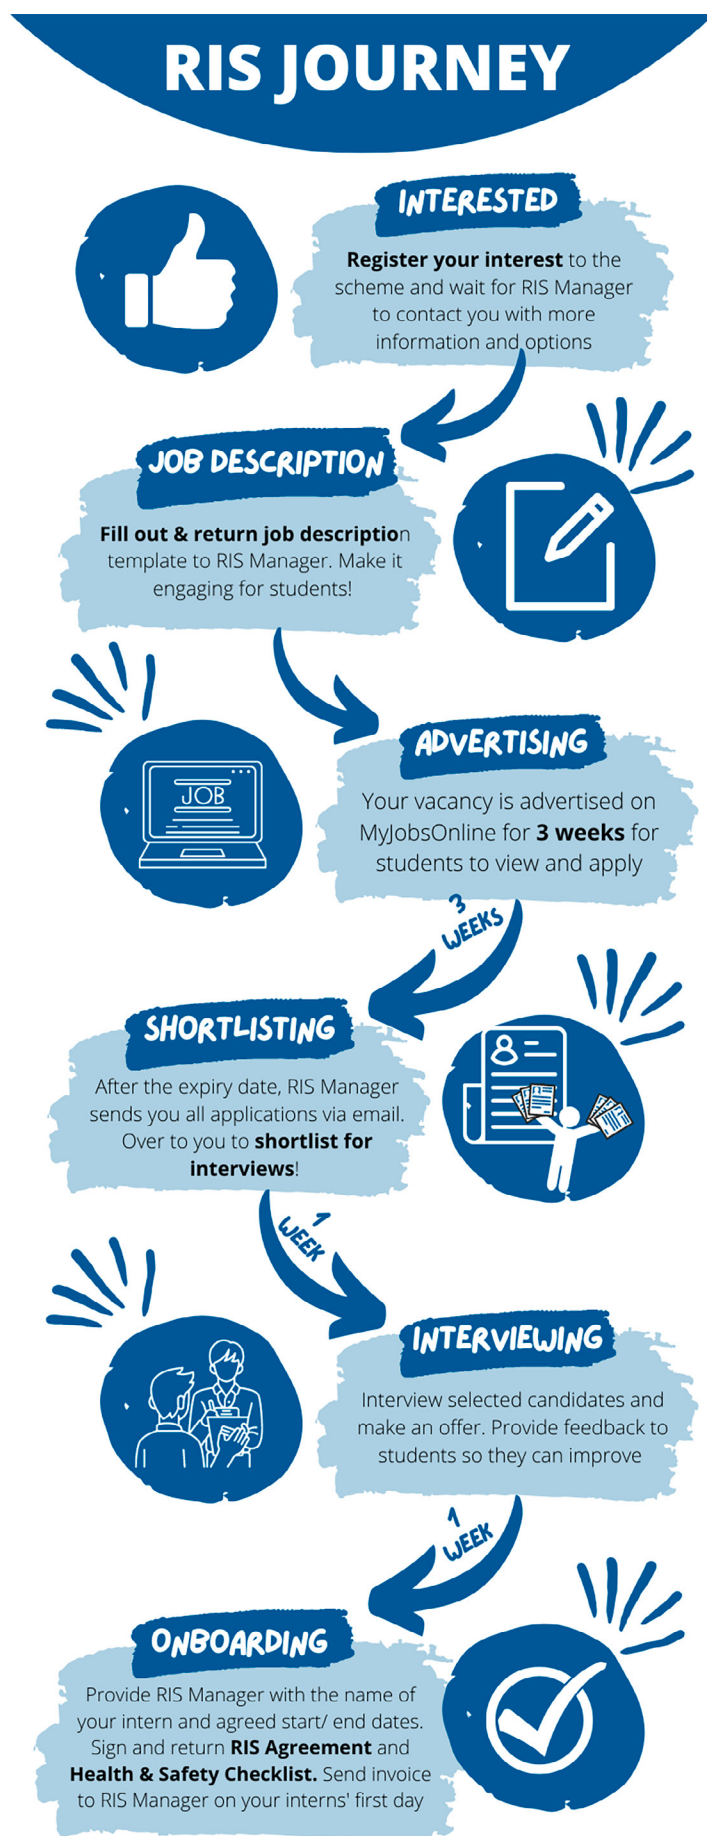 RIS JOURNEY
INTERESTED
Register your interest to the
scheme and wait for RIS Manager
to contact you with more
information and options
JOB DESCRIPTION
Fill out & return job description
template to RIS Manager. Make it
engaging for students!
JOB
ADVERTISING
Your vacancy is advertised on
MyJobsOnline for 3 weeks for
students to view and apply
3
WEEKS
SHORTLISTING
After the expiry date, RIS Manager
sends you all applications via email.
Over to you to shortlist for
interviews!
1
WEEK
INTERVIEWING
Interview selected candidates and
make an offer. Provide feedback to
students so they can improve
1
WEEK
ONBOARDING
Provide RIS Manager with the name of
your intern and agreed start/ end dates.
Sign and return RIS Agreement and
Health & Safety Checklist. Send invoice
to RIS Manager on your interns' first day